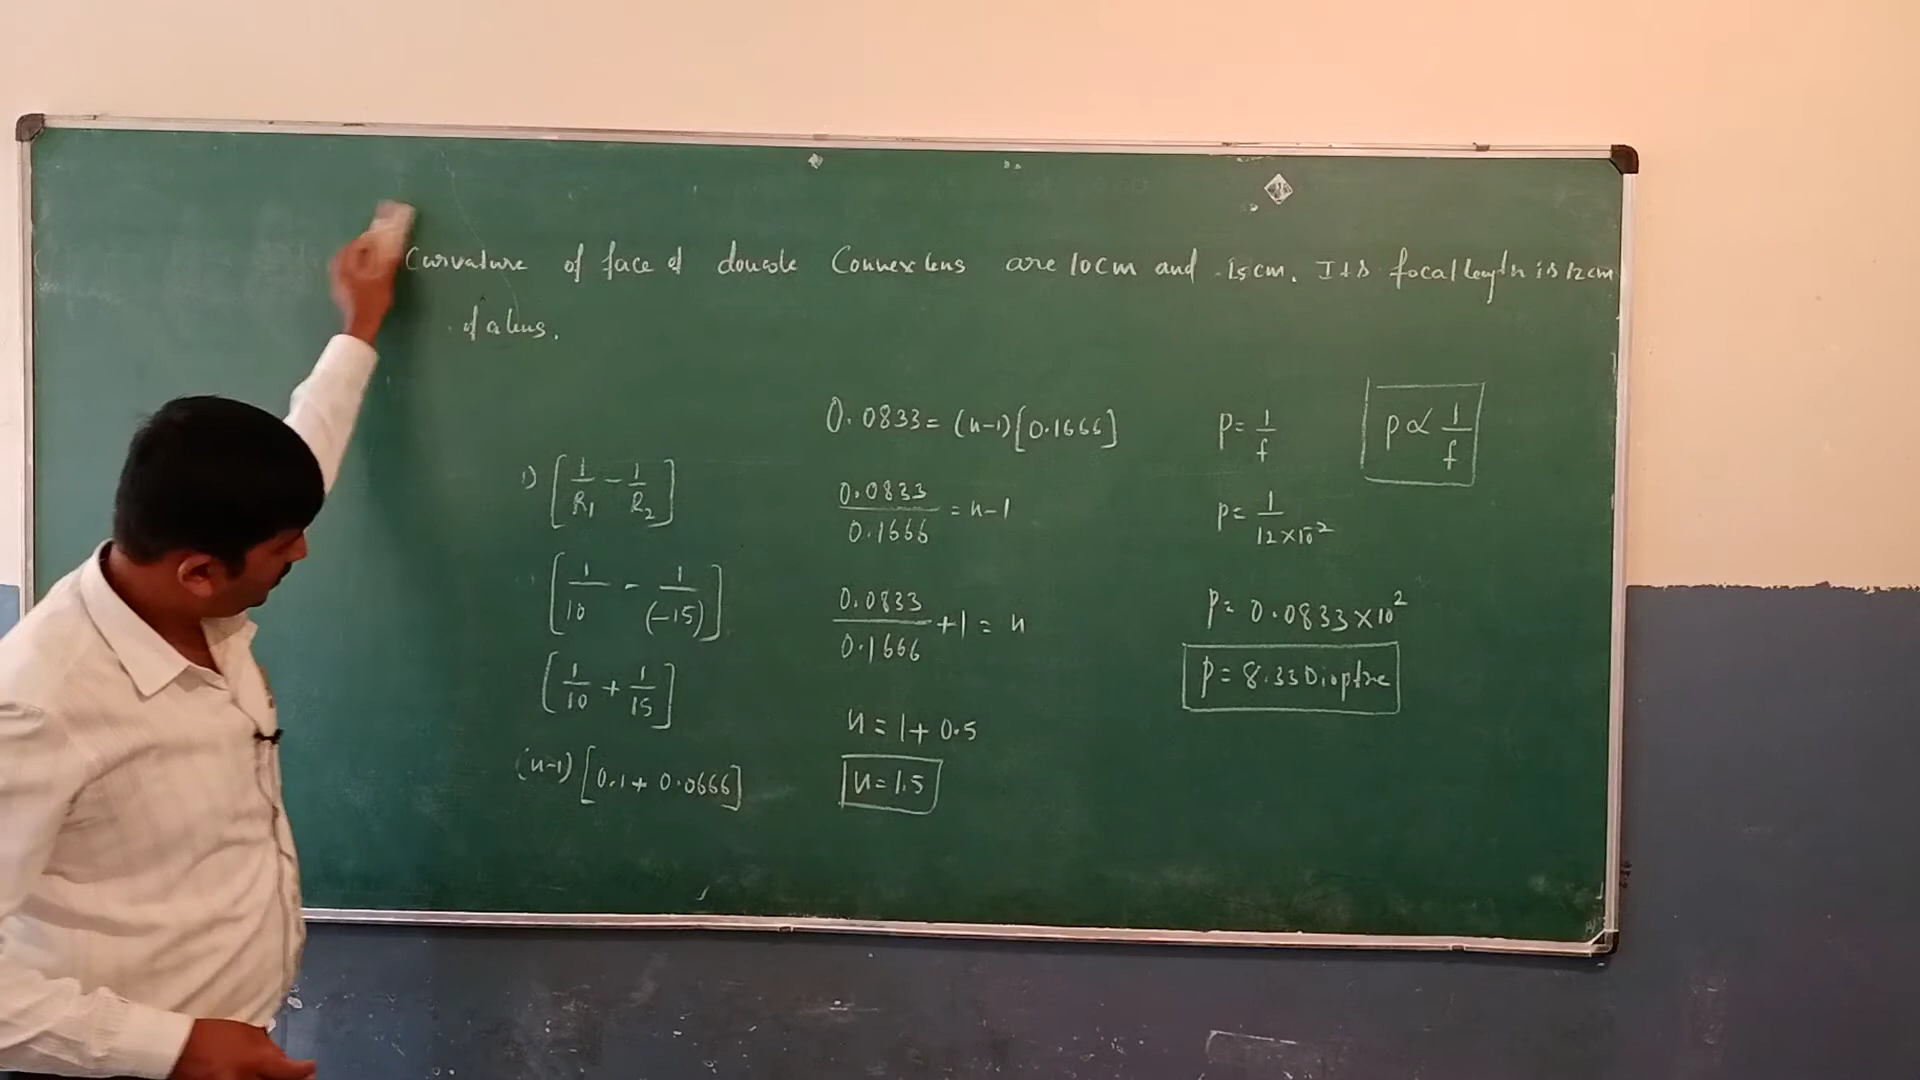 Curvature of face of double Convex lens are 10cm and 15cm. Its focal length is 12cm
of a lens.
1) [1/R₁ - 1/R₂]
[1/10 - 1/(-15)]
[1/10 + 1/15]
(n-1) [0.1 + 0.0666]
0.0833 = (n-1)[0.1666]
0.0833/0.1666 = n-1
0.0833/0.1666 + 1 = n
n = 1 + 0.5
n = 1.5
P = 1/f
P ∝ 1/f
P = 1/12×10⁻²
P = 0.0833×10²
P = 8.33 Dioptre